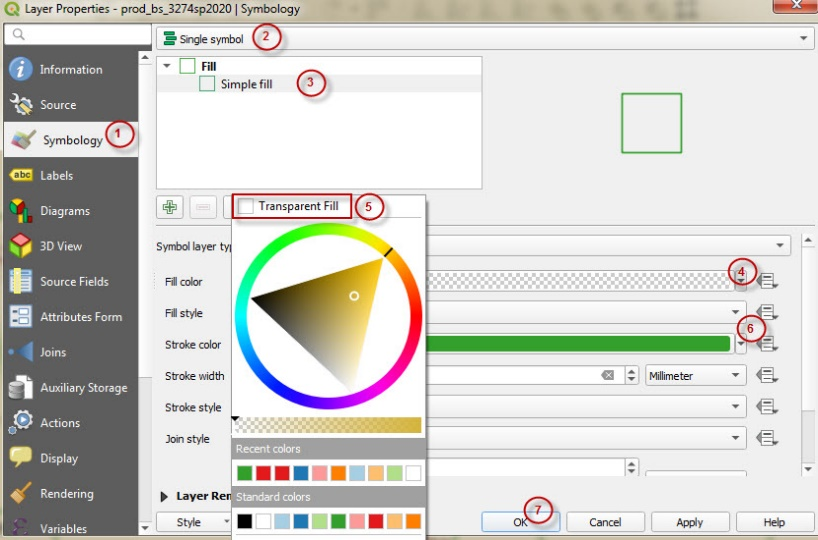 Layer Properties - prod_bs_3274sp2020 | Symbology
Single symbol 2
Fill
Simple fill 3
Information
Source
Symbology 1
abc Labels
Diagrams
3D View
Source Fields
Attributes Form
Joins
Auxiliary Storage
Actions
Display
Rendering
Variables
Transparent Fill 5
Symbol layer typ
Fill color 4
Fill style
Stroke color 6
Stroke width Millimeter
Stroke style
Join style
Recent colors
Standard colors
Layer Ren
Style OK 7 Cancel Apply Help